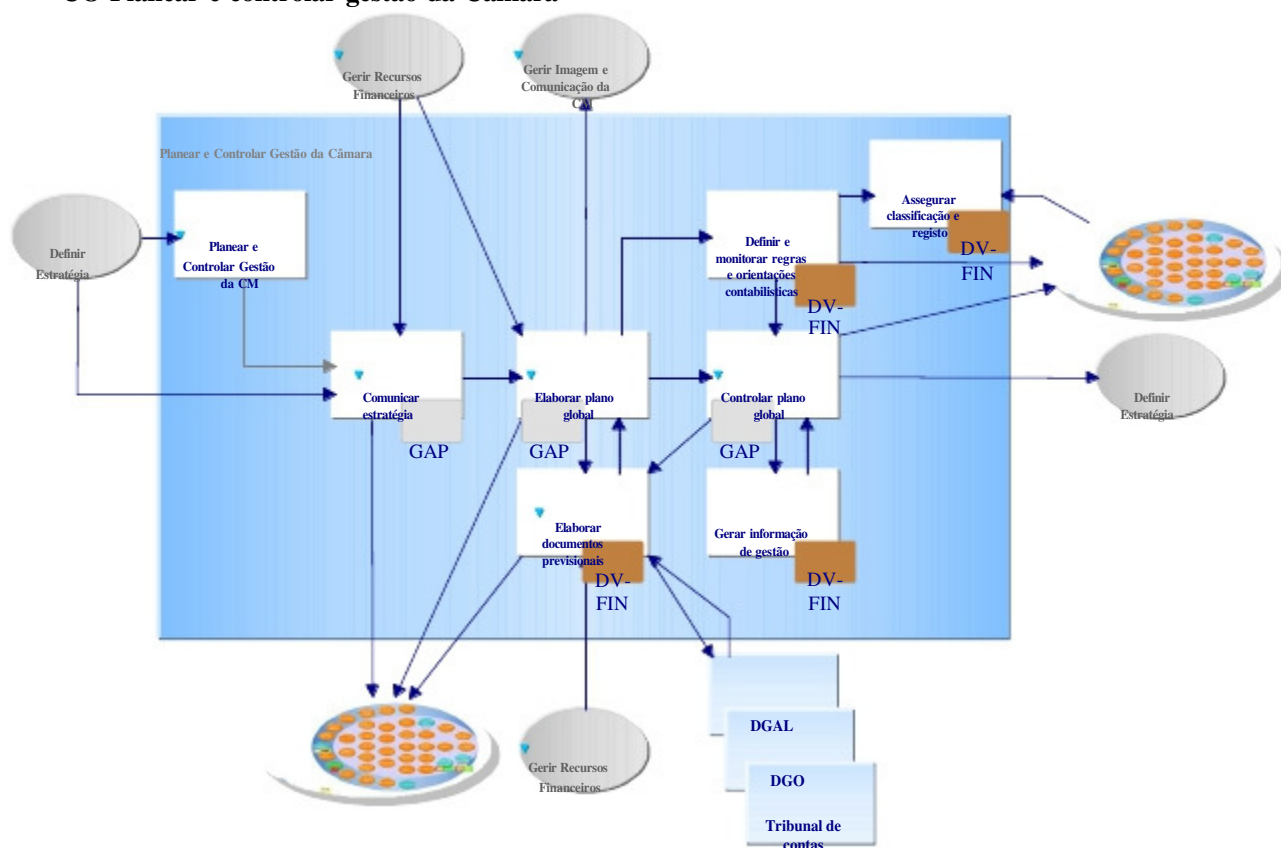 Planear e controlar gestão da Câmara
Gerir Recursos
Financeiros
Gerir Imagem e
Comunicação da
CM
Planear e Controlar Gestão da Câmara
Definir
Estratégia
Planear e
Controlar Gestão
da CM
Definir e
monitorar regras
e orientações
contabilisticas
DV-
FIN
Assegurar
classificação e
registo
DV-
FIN
Comunicar
estratégia
GAP
Elaborar plano
global
GAP
Controlar plano
global
GAP
Definir
Estratégia
Elaborar
documentos
previsionais
DV-
FIN
Gerar informação
de gestão
DV-
FIN
Gerir Recursos
Financeiros
DGAL
DGO
Tribunal de
contas